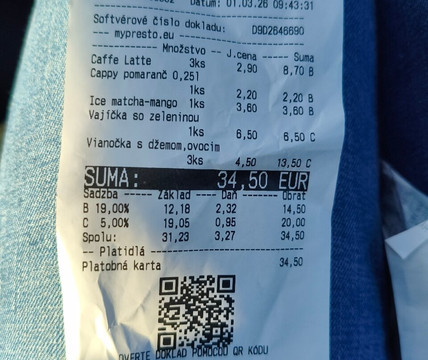 Dátum: 01.03.26 09:43:31
Softvérové číslo dokladu: D9D2646690
--- mypresto.eu ---
Množstvo -- J.cena -- Suma
Caffe Latte 3ks 2,90 8,70 B
Cappy pomaranč 0,25l
1ks 2,20 2,20 B
Ice matcha-mango 1ks 3,60 3,60 B
Vajíčka so zeleninou
1ks 6,50 6,50 C
Vianočka s džemom,ovocím
3ks 4,50 13,50 C
SUMA: 34,50 EUR
Sadzba ----- Základ ---- Daň ----- Obrat
B 19,00% 12,18 2,32 14,50
C 5,00% 19,05 0,95 20,00
Spolu: 31,23 3,27 34,50
-- Platidlá --
Platobná karta 34,50
OVERTE DOKLAD POMOCOU QR KÓDU